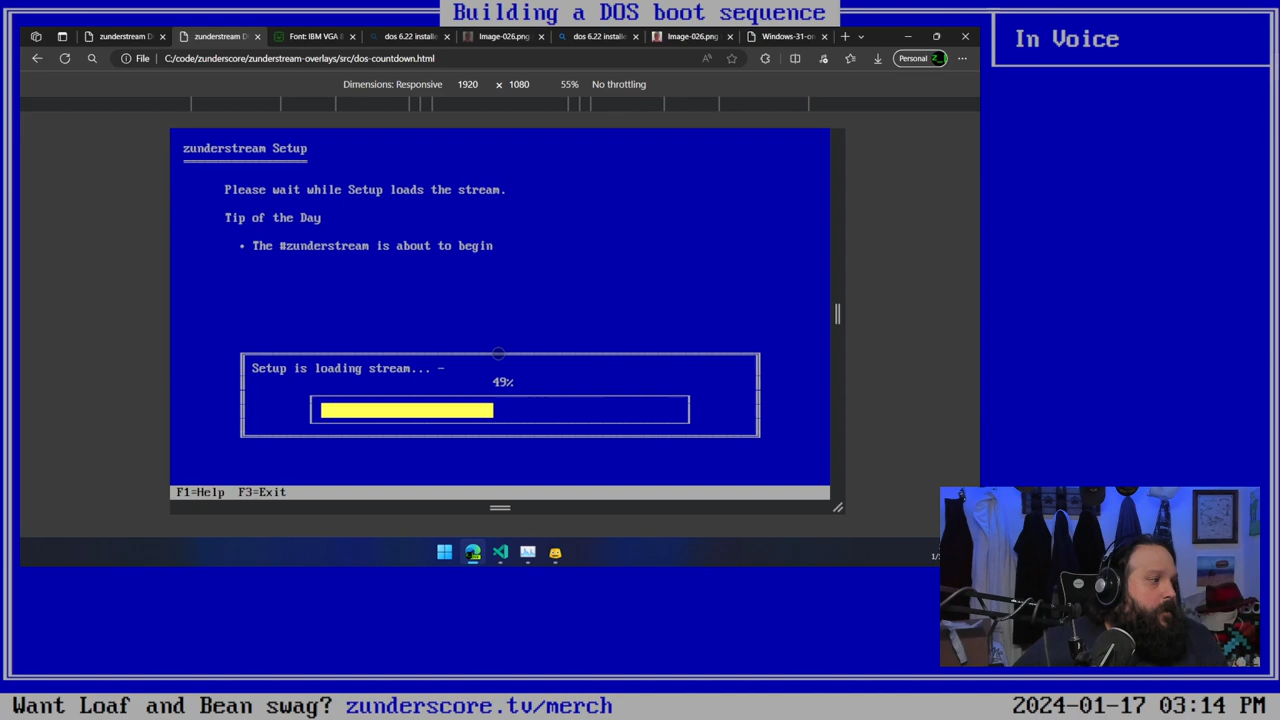 Building a DOS boot sequence
zunderstream D
zunderstream D
Font: IBM VGA 8
dos 6.22 installe
Image-026.png
dos 6.22 installe
Image-026.png
Windows-31-on
File
C:/code/zunderscore/zunderstream-overlays/src/dos-countdown.html
Personal
Dimensions: Responsive 1920 × 1080 55% No throttling
zunderstream Setup
Please wait while Setup loads the stream.
Tip of the Day
• The #zunderstream is about to begin
Setup is loading stream... -
49%
F1=Help F3=Exit
In Voice
Want Loaf and Bean swag? zunderscore.tv/merch
2024-01-17 03:14 PM